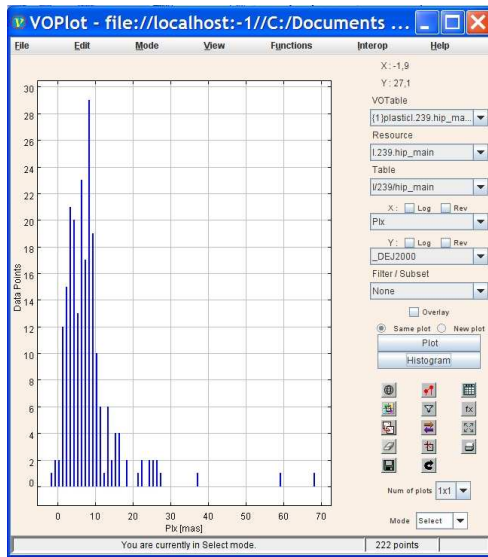 VOPlot - file://localhost:-1//C:/Documents ...
File Edit Mode View Functions Interop Help
X:-1,9
Y: 27,1
VOTable
{1}plasticI.239.hip_ma...
Resource
I.239.hip_main
Table
I/239/hip_main
X: Log Rev
Plx
Y: Log Rev
_DEJ2000
Filter / Subset
None
Overlay
Same plot New plot
Plot
Histogram
fx
Num of plots 1x1
Mode Select
30
28
26
24
22
20
18
16
14
12
10
8
6
4
2
0
Data Points
0 10 20 30 40 50 60 70
Plx [mas]
You are currently in Select mode. 222 points